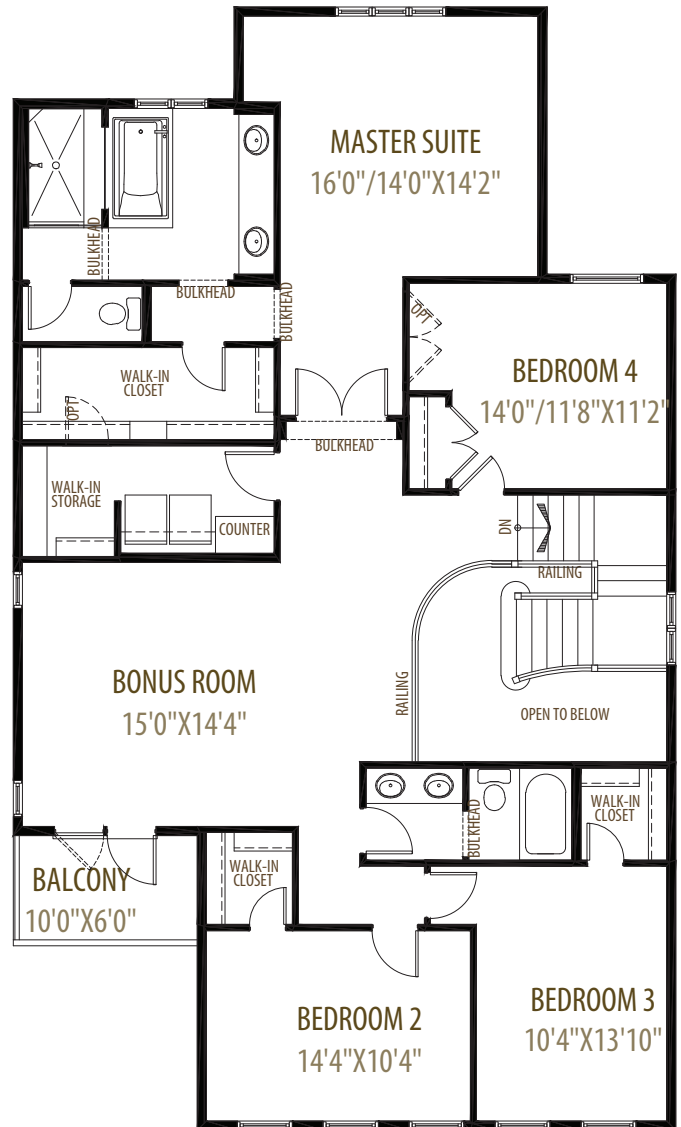 MASTER SUITE
16'0"/14'0"X14'2"
BULKHEAD
BULKHEAD
BULKHEAD
OPT
BEDROOM 4
14'0"/11'8"X11'2"
WALK-IN
CLOSET
OPT
BULKHEAD
WALK-IN
STORAGE
COUNTER
DN
RAILING
BONUS ROOM
15'0"X14'4"
RAILING
OPEN TO BELOW
BULKHEAD
WALK-IN
CLOSET
WALK-IN
CLOSET
BALCONY
10'0"X6'0"
BEDROOM 2
14'4"X10'4"
BEDROOM 3
10'4"X13'10"